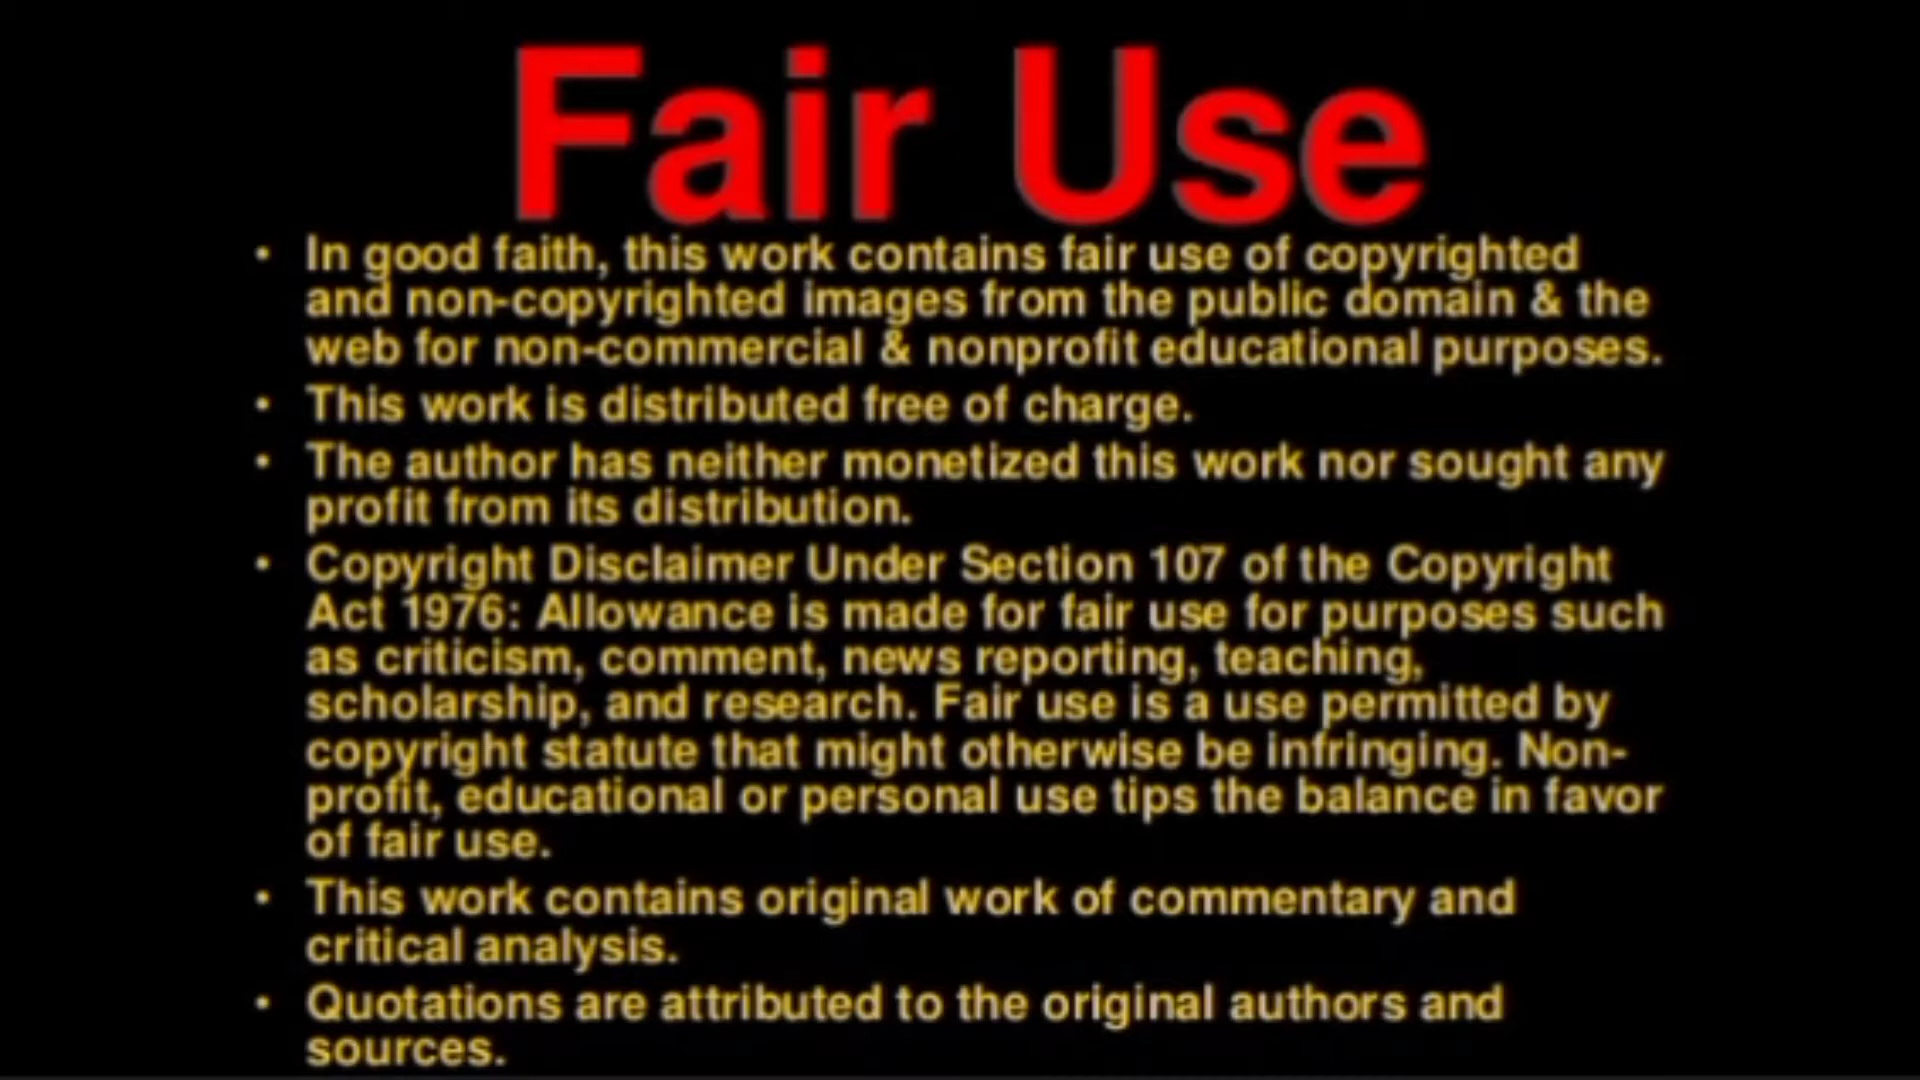 Fair Use
• In good faith, this work contains fair use of copyrighted
and non-copyrighted images from the public domain & the
web for non-commercial & nonprofit educational purposes.
• This work is distributed free of charge.
• The author has neither monetized this work nor sought any
profit from its distribution.
• Copyright Disclaimer Under Section 107 of the Copyright
Act 1976: Allowance is made for fair use for purposes such
as criticism, comment, news reporting, teaching,
scholarship, and research. Fair use is a use permitted by
copyright statute that might otherwise be infringing. Non-
profit, educational or personal use tips the balance in favor
of fair use.
• This work contains original work of commentary and
critical analysis.
• Quotations are attributed to the original authors and
sources.